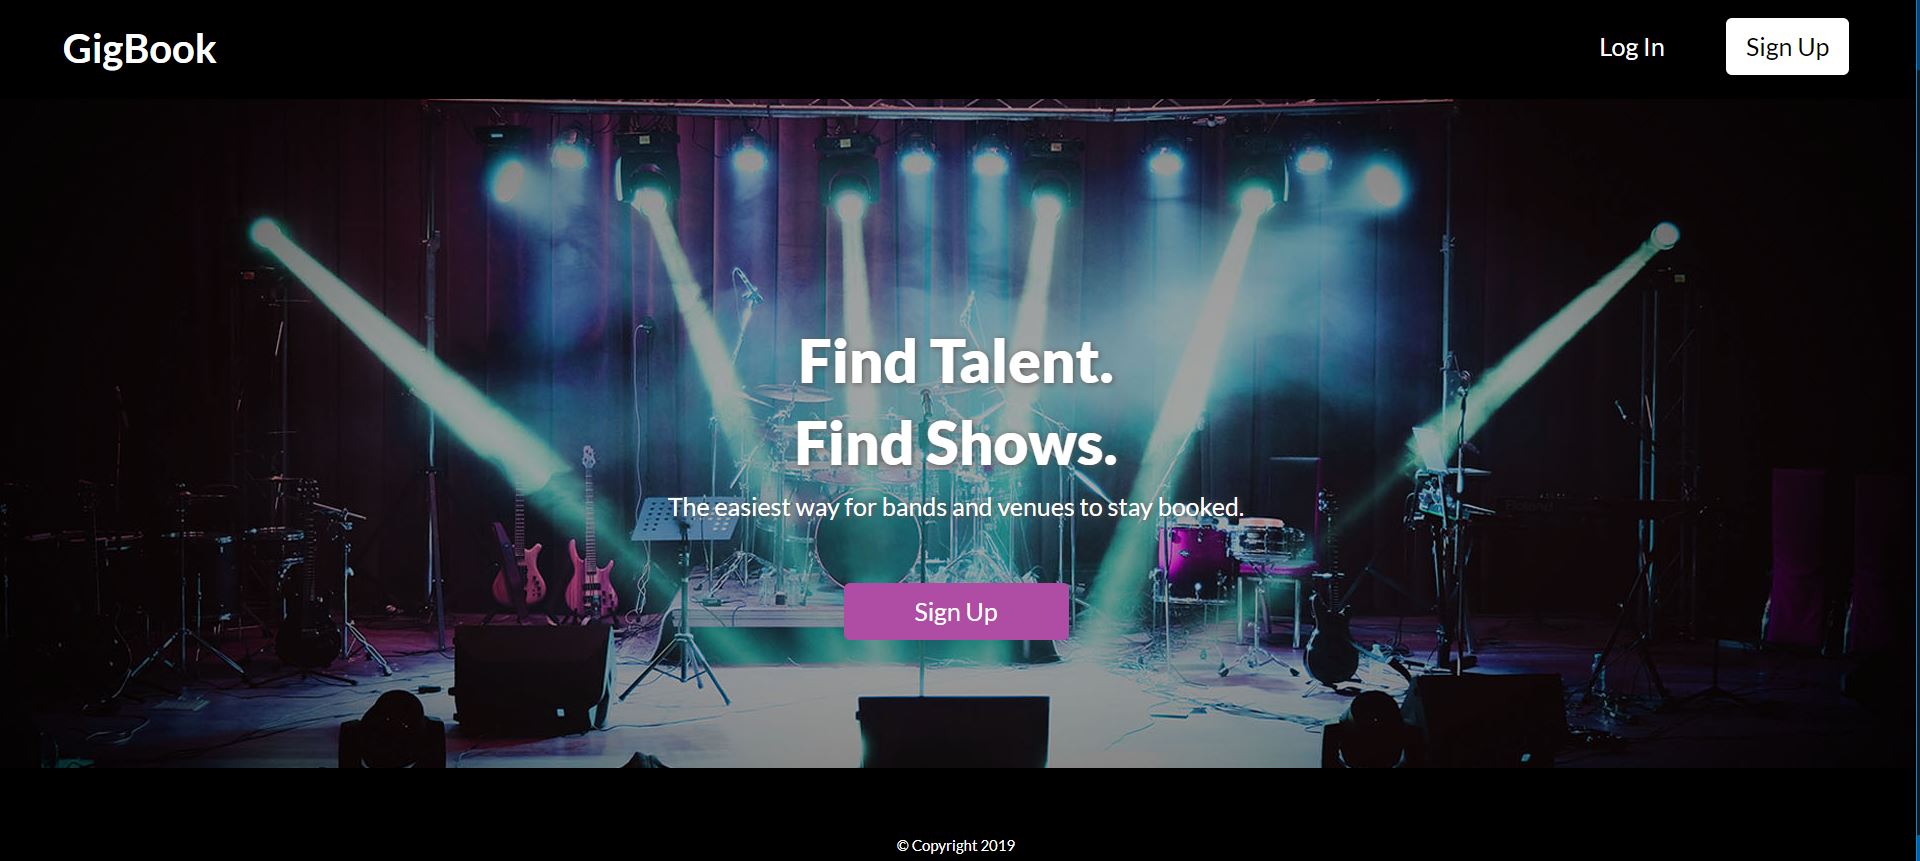 GigBook
Log In
Sign Up
Find Talent.
Find Shows.
The easiest way for bands and venues to stay booked.
Roland
Sign Up
© Copyright 2019